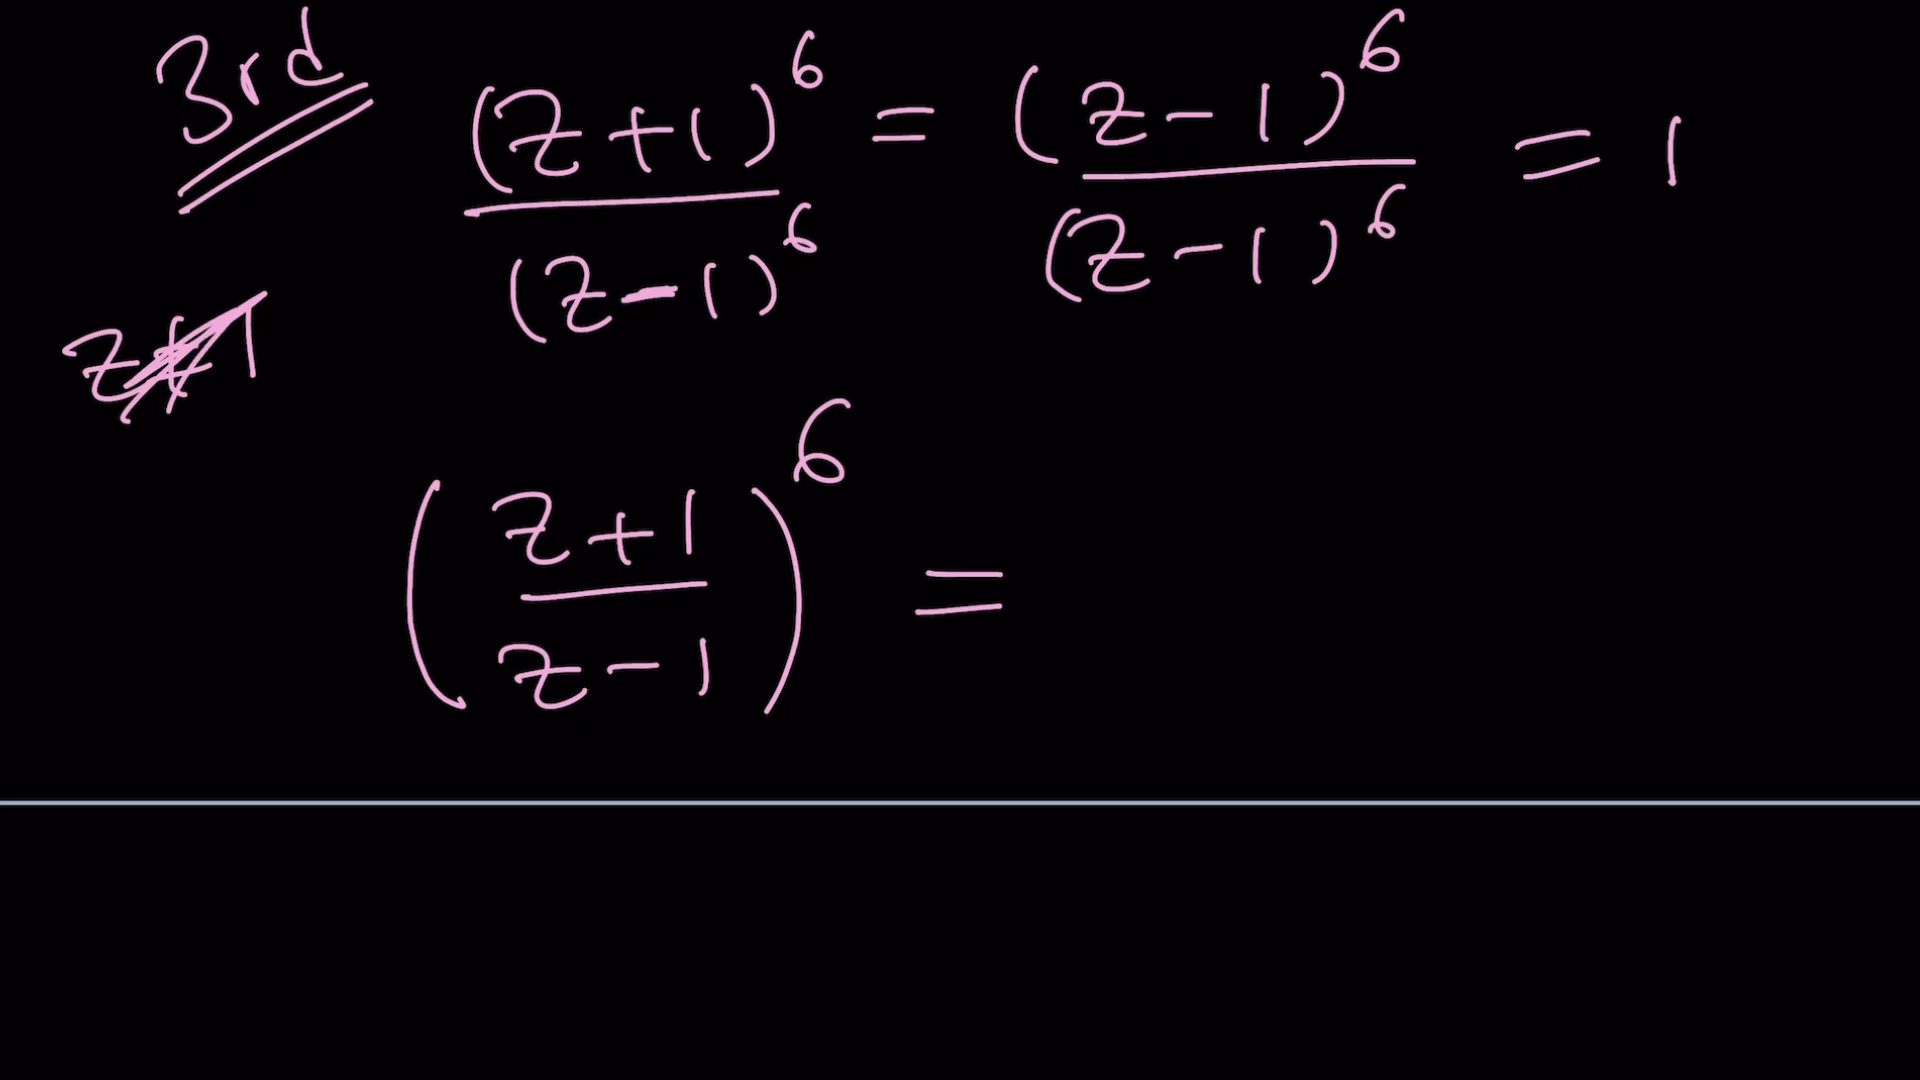 3rd (z+1)^6 / (z-1)^6 = (z-1)^6 / (z-1)^6 = 1
z≠1
((z+1)/(z-1))^6 =